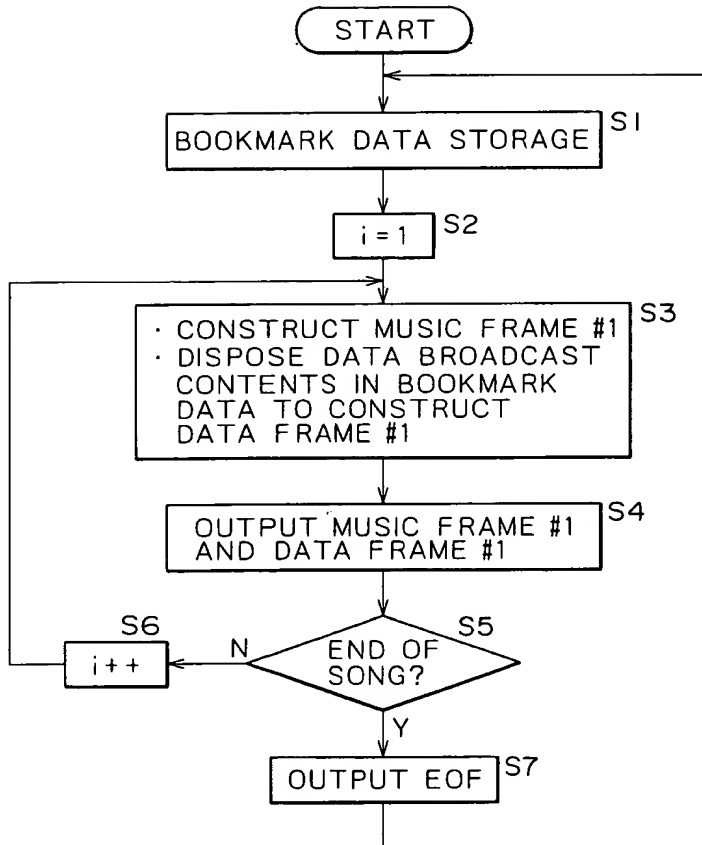 START
BOOKMARK DATA STORAGE
S1
i = 1
S2
· CONSTRUCT MUSIC FRAME #1
· DISPOSE DATA BROADCAST
CONTENTS IN BOOKMARK
DATA TO CONSTRUCT
DATA FRAME #1
S3
OUTPUT MUSIC FRAME #1
AND DATA FRAME #1
S4
END OF
SONG?
S5
N
S6
i++
Y
OUTPUT EOF
S7